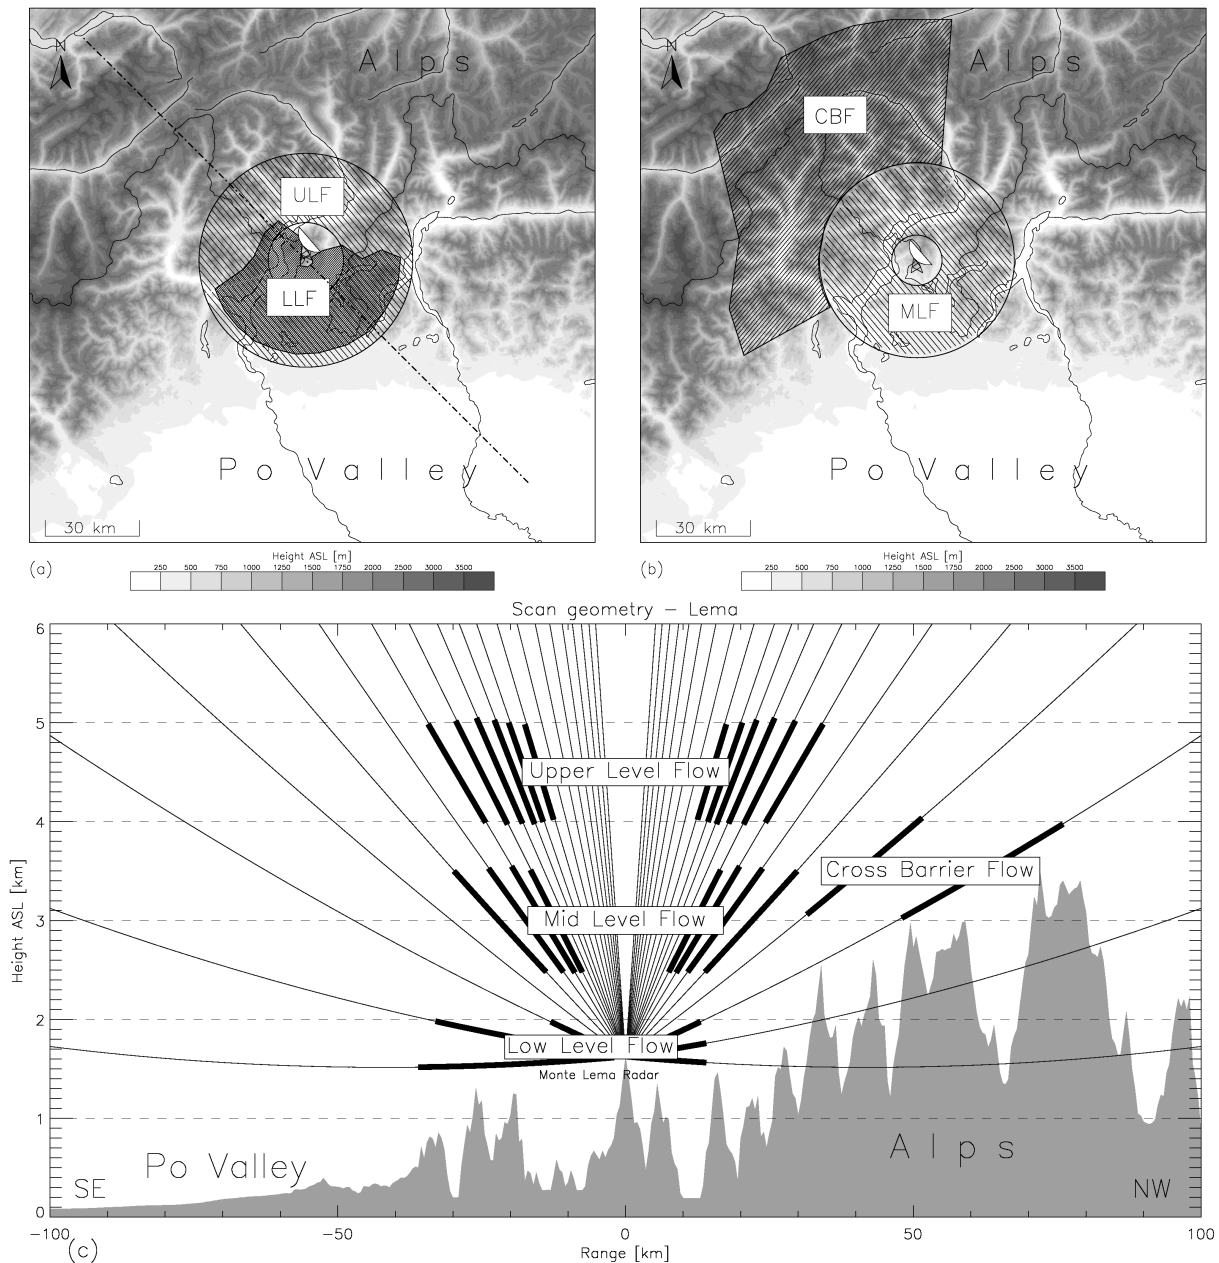 N
Alps
ULF
LLF
Po Valley
30 km
(a)
Height ASL [m]
250 500 750 1000 1250 1500 1750 2000 2500 3000 3500
N
Alps
CBF
MLF
Po Valley
30 km
(b)
Height ASL [m]
250 500 750 1000 1250 1500 1750 2000 2500 3000 3500
Scan geometry - Lema
6
5
4
3
2
1
0
Height ASL [km]
Upper Level Flow
Cross Barrier Flow
Mid Level Flow
Low Level Flow
Monte Lema Radar
Alps
Po Valley
SE
NW
-100 -50 0 50 100
(c)
Range [km]